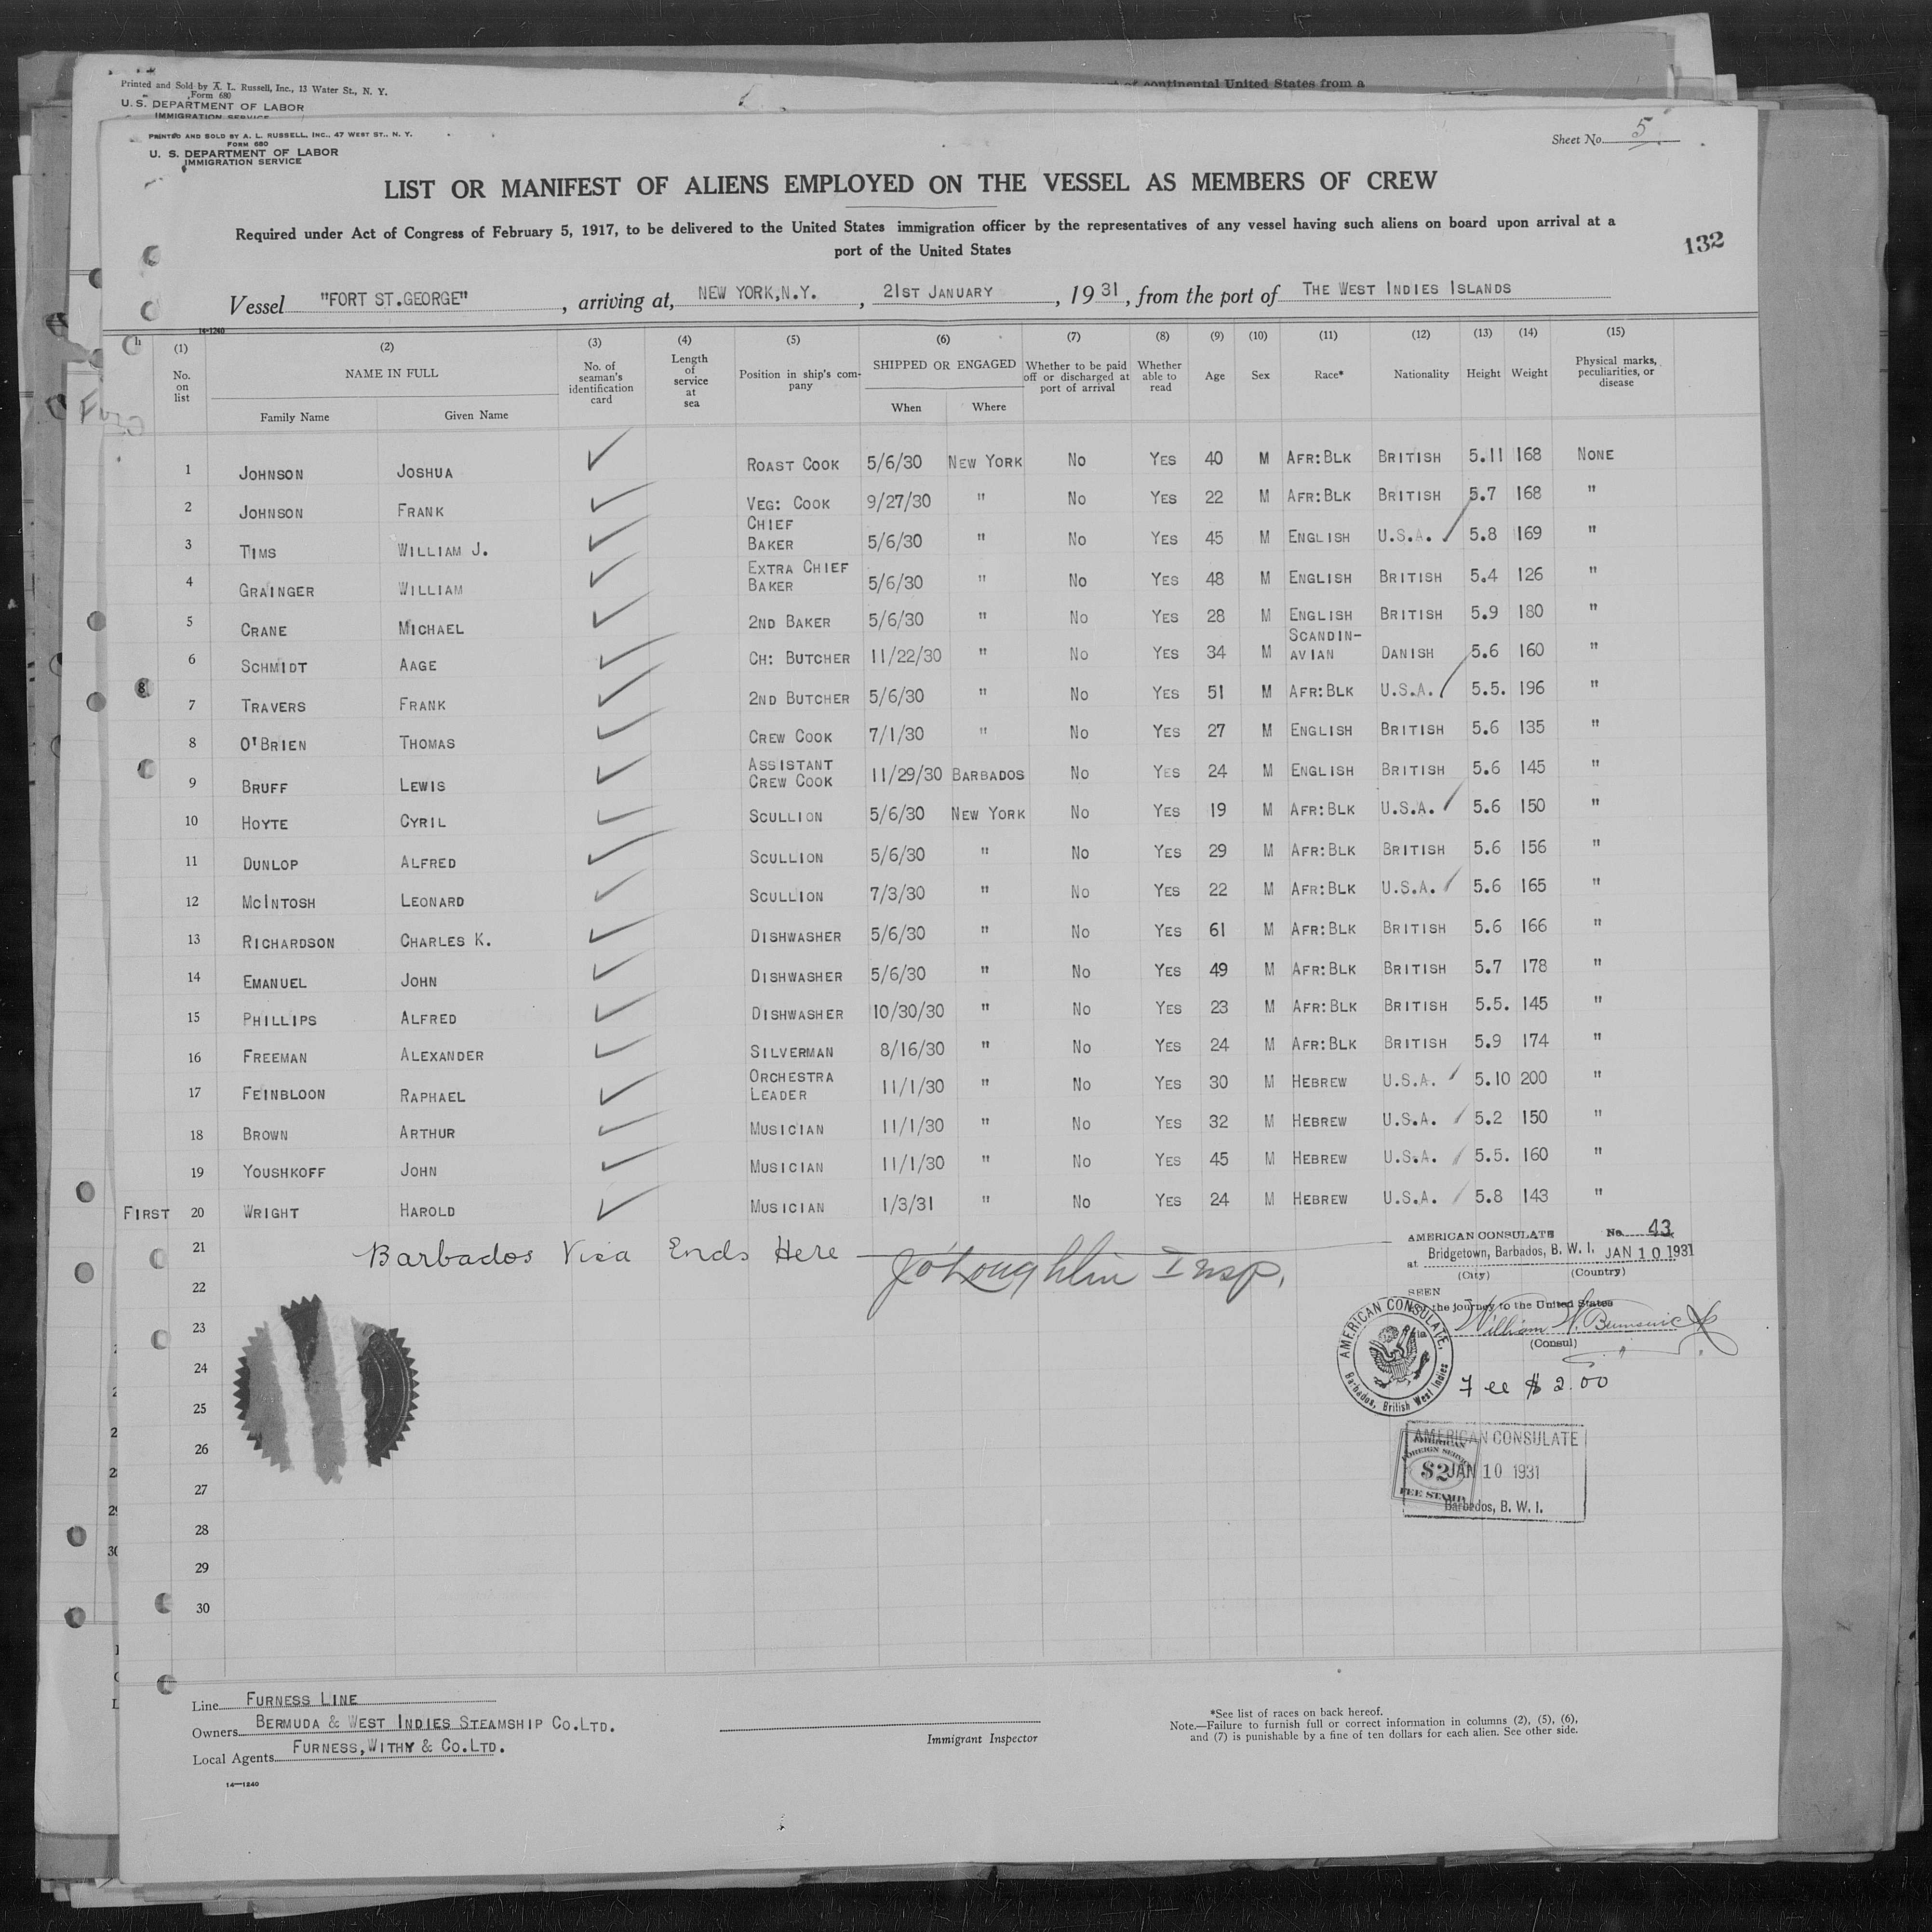 of continental United States from a
Printed and Sold by A. L. Russell, Inc., 13 Water St., N. Y.
Form 680
U. S. DEPARTMENT OF LABOR
IMMIGRATION SERVICE
PRINTED AND SOLD BY A. L. RUSSELL, INC., 47 WEST ST., N. Y.
FORM 680
U. S. DEPARTMENT OF LABOR
IMMIGRATION SERVICE
Sheet No. 5
LIST OR MANIFEST OF ALIENS EMPLOYED ON THE VESSEL AS MEMBERS OF CREW
Required under Act of Congress of February 5, 1917, to be delivered to the United States immigration officer by the representatives of any vessel having such aliens on board upon arrival at a
port of the United States
132
Vessel "FORT ST.GEORGE", arriving at, NEW YORK,N.Y., 21ST JANUARY, 1931, from the port of THE WEST INDIES ISLANDS
14-1240
(1) (2) (3) (4) (5) (6) (7) (8) (9) (10) (11) (12) (13) (14) (15)
No. on list NAME IN FULL Family Name Given Name No. of seaman's identification card Length of service at sea Position in ship's company SHIPPED OR ENGAGED When Where Whether to be paid off or discharged at port of arrival Whether able to read Age Sex Race* Nationality Height Weight Physical marks, peculiarities, or disease
1 JOHNSON JOSHUA ROAST COOK 5/6/30 NEW YORK NO YES 40 M AFR:BLK BRITISH 5.11 168 NONE
2 JOHNSON FRANK VEG: COOK 9/27/30 " NO YES 22 M AFR:BLK BRITISH 5.7 168 "
3 TIMS WILLIAM J. CHIEF BAKER 5/6/30 " NO YES 45 M ENGLISH U.S.A. 5.8 169 "
4 GRAINGER WILLIAM EXTRA CHIEF BAKER 5/6/30 " NO YES 48 M ENGLISH BRITISH 5.4 126 "
5 CRANE MICHAEL 2ND BAKER 5/6/30 " NO YES 28 M ENGLISH BRITISH 5.9 180 "
6 SCHMIDT AAGE CH: BUTCHER 11/22/30 " NO YES 34 M SCANDIN-AVIAN DANISH 5.6 160 "
7 TRAVERS FRANK 2ND BUTCHER 5/6/30 " NO YES 51 M AFR:BLK U.S.A. 5.5. 196 "
8 O'BRIEN THOMAS CREW COOK 7/1/30 " NO YES 27 M ENGLISH BRITISH 5.6 135 "
9 BRUFF LEWIS ASSISTANT CREW COOK 11/29/30 BARBADOS NO YES 24 M ENGLISH BRITISH 5.6 145 "
10 HOYTE CYRIL SCULLION 5/6/30 NEW YORK NO YES 19 M AFR:BLK U.S.A. 5.6 150 "
11 DUNLOP ALFRED SCULLION 5/6/30 " NO YES 29 M AFR:BLK BRITISH 5.6 156 "
12 MCINTOSH LEONARD SCULLION 7/3/30 " NO YES 22 M AFR:BLK U.S.A. 5.6 165 "
13 RICHARDSON CHARLES K. DISHWASHER 5/6/30 " NO YES 61 M AFR:BLK BRITISH 5.6 166 "
14 EMANUEL JOHN DISHWASHER 5/6/30 " NO YES 49 M AFR:BLK BRITISH 5.7 178 "
15 PHILLIPS ALFRED DISHWASHER 10/30/30 " NO YES 23 M AFR:BLK BRITISH 5.5. 145 "
16 FREEMAN ALEXANDER SILVERMAN 8/16/30 " NO YES 24 M AFR:BLK BRITISH 5.9 174 "
17 FEINBLOON RAPHAEL ORCHESTRA LEADER 11/1/30 " NO YES 30 M HEBREW U.S.A. 5.10 200 "
18 BROWN ARTHUR MUSICIAN 11/1/30 " NO YES 32 M HEBREW U.S.A. 5.2 150 "
19 YOUSHKOFF JOHN MUSICIAN 11/1/30 " NO YES 45 M HEBREW U.S.A. 5.5. 160 "
FIRST 20 WRIGHT HAROLD MUSICIAN 1/3/31 " NO YES 24 M HEBREW U.S.A. 5.8 143 "
21 Barbados Visa Ends Here
JO'Loughlin Insp.
22
23
24
25
26
27
28
29
30
AMERICAN CONSULATE No. 43
at Bridgetown, Barbados, B. W. I. JAN 10 1931
(City) (Country)
SEEN
the journey to the United States
William W.
(Consul)
AMERICAN CONSULATE, Barbados, British West Indies
Fee $ 2.00
AMERICAN CONSULATE
JAN 10 1931
Barbados, B. W. I.
AMERICAN FOREIGN SERVICE $2 FEE STAMP
Line FURNESS LINE
Owners BERMUDA & WEST INDIES STEAMSHIP CO.LTD.
Local Agents FURNESS, WITHY & CO.LTD.
Immigrant Inspector
*See list of races on back hereof.
Note.—Failure to furnish full or correct information in columns (2), (5), (6),
and (7) is punishable by a fine of ten dollars for each alien. See other side.
14—1240